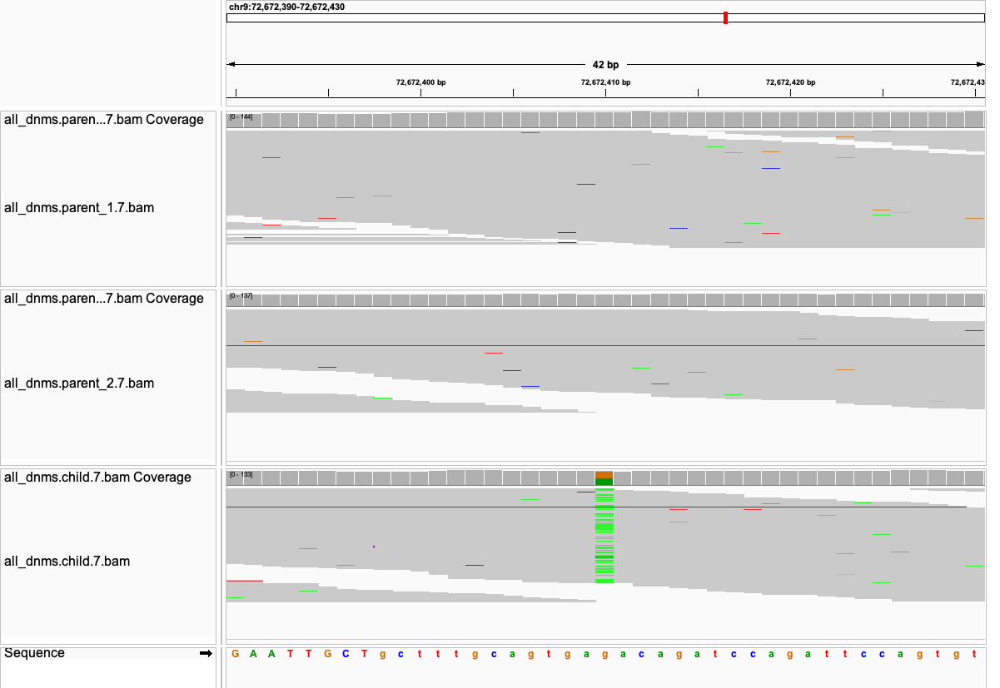 chr9:72,672,390-72,672,430
42 bp
72,672,400 bp 72,672,410 bp 72,672,420 bp 72,672,43
all_dnms.paren...7.bam Coverage [0 - 144]
all_dnms.parent_1.7.bam
all_dnms.paren...7.bam Coverage [0 - 137]
all_dnms.parent_2.7.bam
all_dnms.child.7.bam Coverage [0 - 133]
all_dnms.child.7.bam
Sequence G A A T T G C T g c t t t g c a g t g a g a c a g a t c c a g a t t c c a g t g t